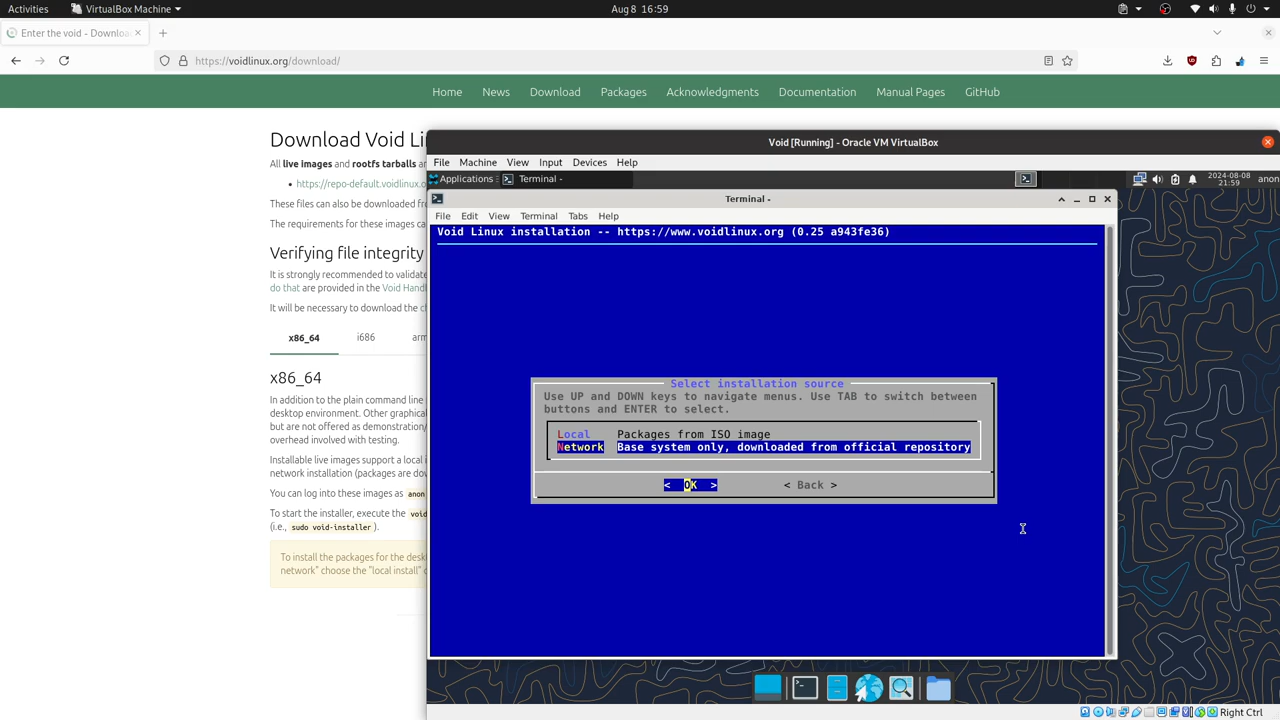 Activities
VirtualBox Machine
Aug 8 16:59
Enter the void - Downloa
https://voidlinux.org/download/
Home News Download Packages Acknowledgments Documentation Manual Pages GitHub
Download Void Li
All live images and rootfs tarballs
https://repo-default.voidlinux.o
These files can also be downloaded fr
The requirements for these images ca
Verifying file integrity
It is strongly recommended to validate
do that are provided in the Void Hand
It will be necessary to download the
x86_64 i686 arm
x86_64
In addition to the plain command line
desktop environment. Other graphical
but are not offered as demonstration/
overhead involved with testing.
Installable live images support a local i
network installation (packages are dow
You can log into these images as anon
To start the installer, execute the void
(i.e., sudo void-installer).
To install the packages for the desk
network" choose the "local install"
Void [Running] - Oracle VM VirtualBox
File Machine View Input Devices Help
Applications
Terminal -
2024-08-08
21:59
anon
Terminal -
File Edit View Terminal Tabs Help
Void Linux installation -- https://www.voidlinux.org (0.25 a943fe36)
Select installation source
Use UP and DOWN keys to navigate menus. Use TAB to switch between
buttons and ENTER to select.
Local Packages from ISO image
Network Base system only, downloaded from official repository
< OK > < Back >
Right Ctrl